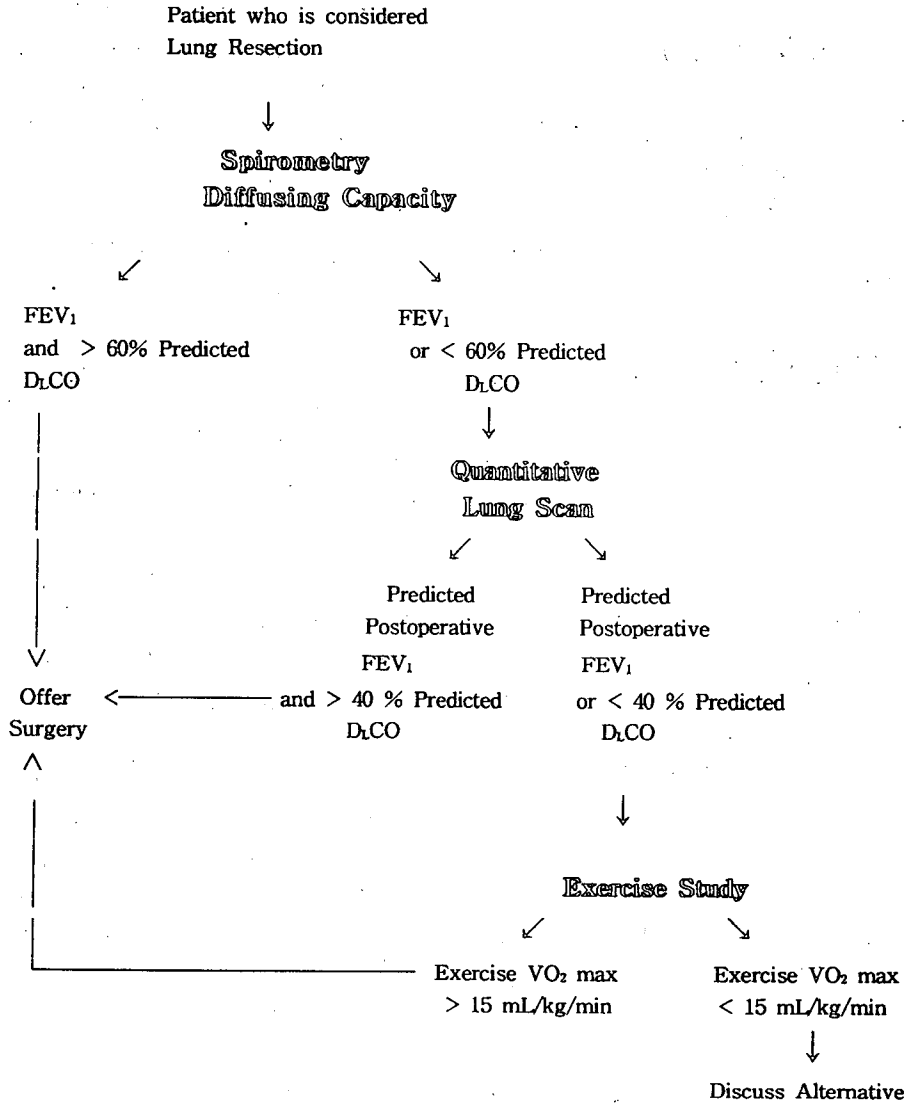 Patient who is considered
Lung Resection
↓
Spirometry
Diffusing Capacity
↙ ↘
FEV₁
and > 60% Predicted
DLCO
FEV₁
or < 60% Predicted
DLCO
↓
Quantitative
Lung Scan
↙ ↘
Predicted
Postoperative
FEV₁
and > 40 % Predicted
DLCO
Predicted
Postoperative
FEV₁
or < 40 % Predicted
DLCO
Offer
Surgery
↓
Exercise Study
↙ ↘
Exercise VO₂ max
> 15 mL/kg/min
Exercise VO₂ max
< 15 mL/kg/min
↓
Discuss Alternative